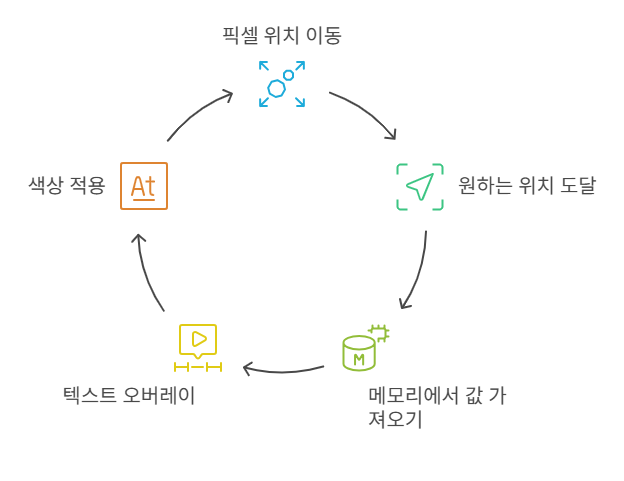 픽셀 위치 이동
원하는 위치 도달
메모리에서 값 가
져오기
텍스트 오버레이
색상 적용
At
M